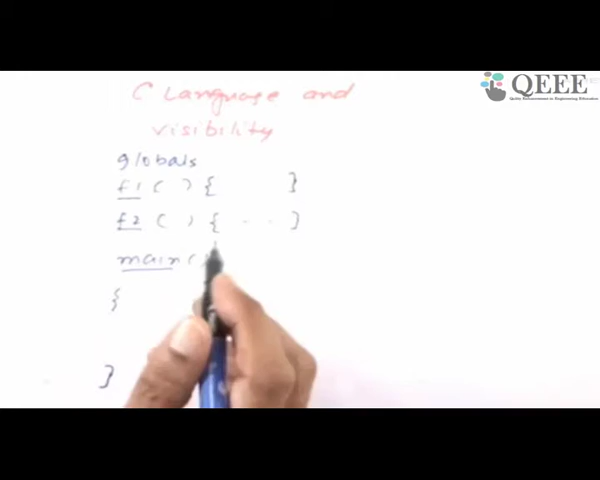 QEEE
C Language and
visibility
globals
f1 ( ) { }
f2 ( ) { - - }
main (
{
}